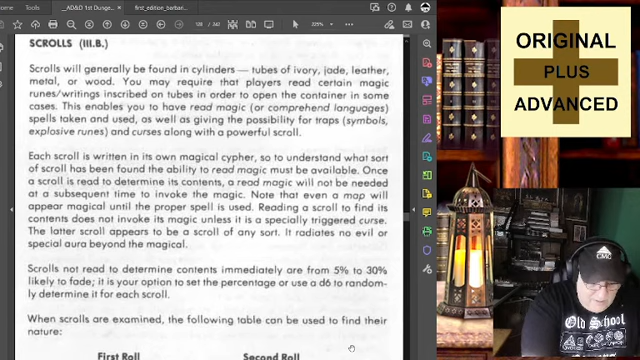 _ADD 1st Dunge...
first_edition_barbari...
Home
Tools
128 / 242
225%
SCROLLS (III.B.)
Scrolls will generally be found in cylinders — tubes of ivory, jade, leather,
metal, or wood. You may require that players read certain magic
runes/writings inscribed on tubes in order to open the container in some
cases. This enables you to have read magic (or comprehend languages)
spells taken and used, as well as giving the possibility for traps (symbols,
explosive runes) and curses along with a powerful scroll.
Each scroll is written in its own magical cypher, so to understand what sort
of scroll has been found the ability to read magic must be available. Once
a scroll is read to determine its contents, a read magic will not be needed
at a subsequent time to invoke the magic. Note that even a map will
appear magical until the proper spell is used. Reading a scroll to find its
contents does not invoke its magic unless it is a specially triggered curse.
The latter scroll appears to be a scroll of any sort. It radiates no evil or
special aura beyond the magical.
Scrolls not read to determine contents immediately are from 5% to 30%
likely to fade; it is your option to set the percentage or use a d6 to random-
ly determine it for each scroll.
When scrolls are examined, the following table can be used to find their
nature:
First Roll Second Roll
ORIGINAL
PLUS
ADVANCED
Old School